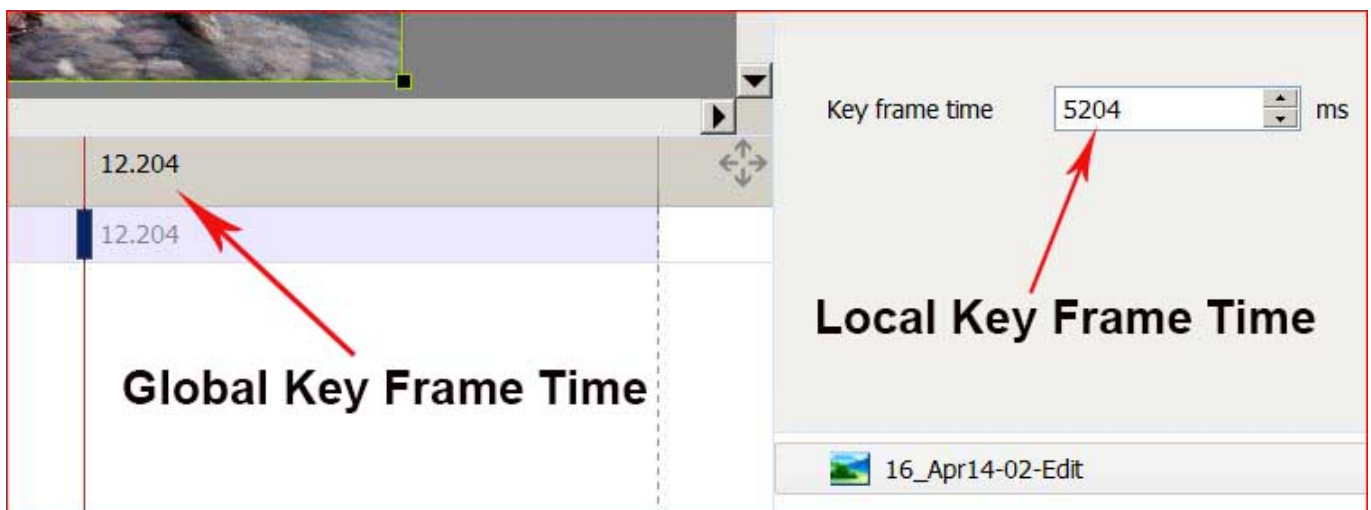 12.204
12.204
Global Key Frame Time
Key frame time 5204 ms
Local Key Frame Time
16_Apr14-02-Edit